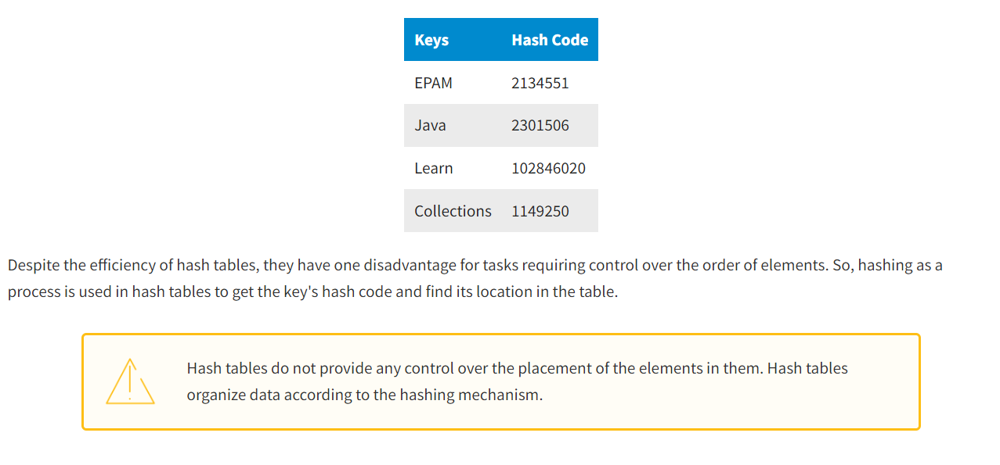 Keys Hash Code
EPAM 2134551
Java 2301506
Learn 102846020
Collections 1149250
Despite the efficiency of hash tables, they have one disadvantage for tasks requiring control over the order of elements. So, hashing as a
process is used in hash tables to get the key's hash code and find its location in the table.
Hash tables do not provide any control over the placement of the elements in them. Hash tables
organize data according to the hashing mechanism.